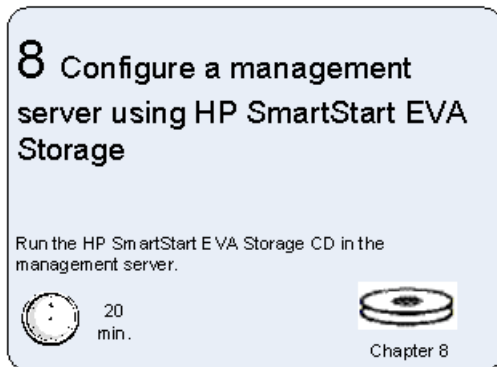 8 Configure a management
server using HP SmartStart EVA
Storage
Run the HP SmartStart EVA Storage CD in the
management server.
20
min.
Chapter 8